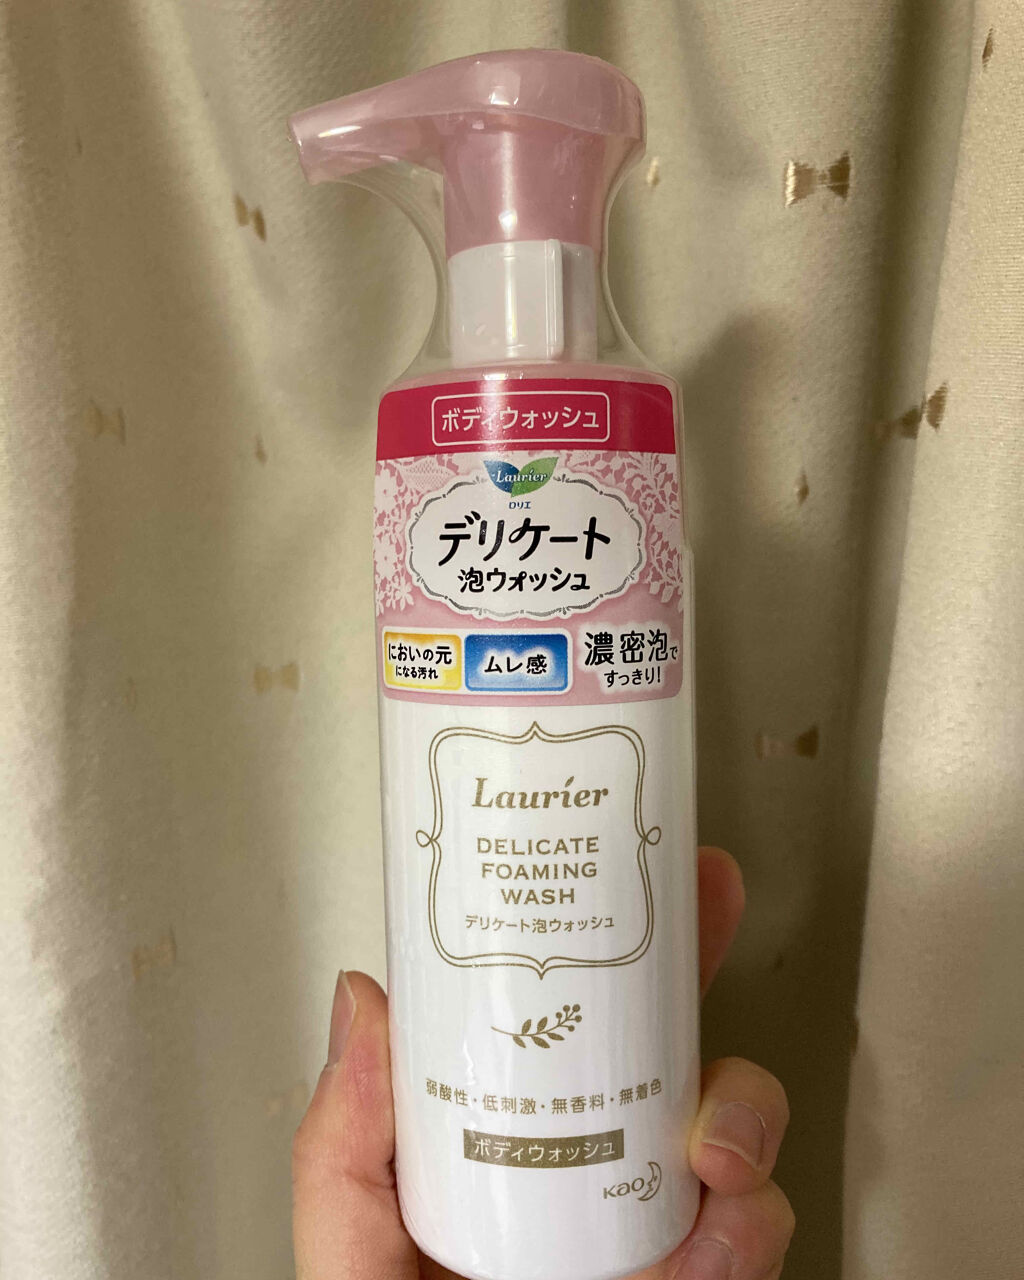 ボディウォッシュ
Laurier
ロリエ
デリケート
泡ウォッシュ
においの元
になる汚れ
ムレ感
濃密泡で
すっきり!
Laurier
DELICATE
FOAMING
WASH
デリケート泡ウォッシュ
弱酸性・低刺激・無香料・無着色
ボディウォッシュ
Kao